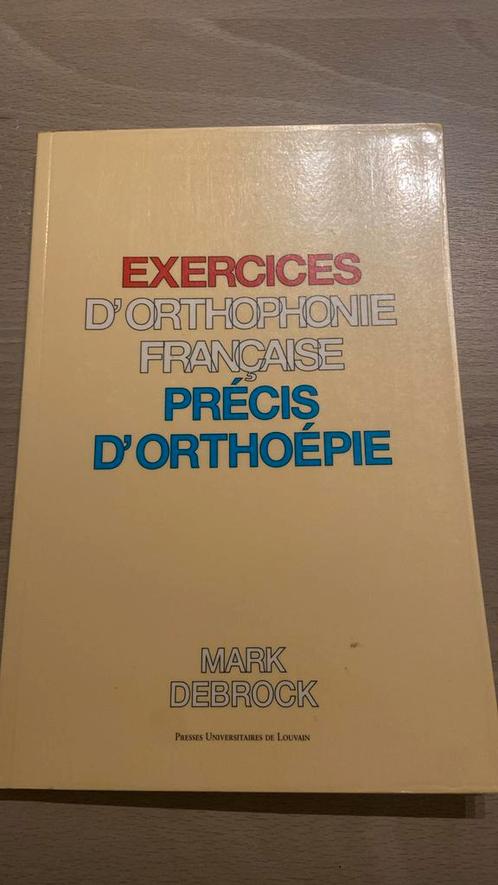 EXERCICES
D'ORTHOPHONIE
FRANÇAISE
PRÉCIS
D'ORTHOÉPIE
MARK
DEBROCK
PRESSES UNIVERSITAIRES DE LOUVAIN